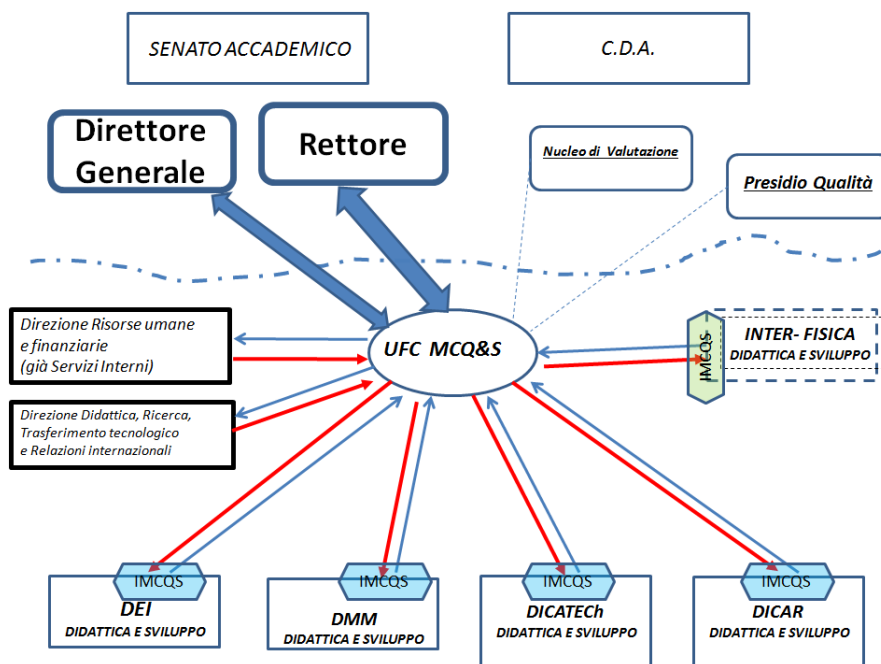 SENATO ACCADEMICO
C.D.A.
Direttore
Generale
Rettore
Nucleo di Valutazione
Presidio Qualità
Direzione Risorse umane
e finanziarie
(già Servizi Interni)
UFC MCQ&S
IMCQS
INTER- FISICA
DIDATTICA E SVILUPPO
Direzione Didattica, Ricerca,
Trasferimento tecnologico
e Relazioni internazionali
IMCQS
DEI
DIDATTICA E SVILUPPO
IMCQS
DMM
DIDATTICA E SVILUPPO
IMCQS
DICATECh
DIDATTICA E SVILUPPO
IMCQS
DICAR
DIDATTICA E SVILUPPO